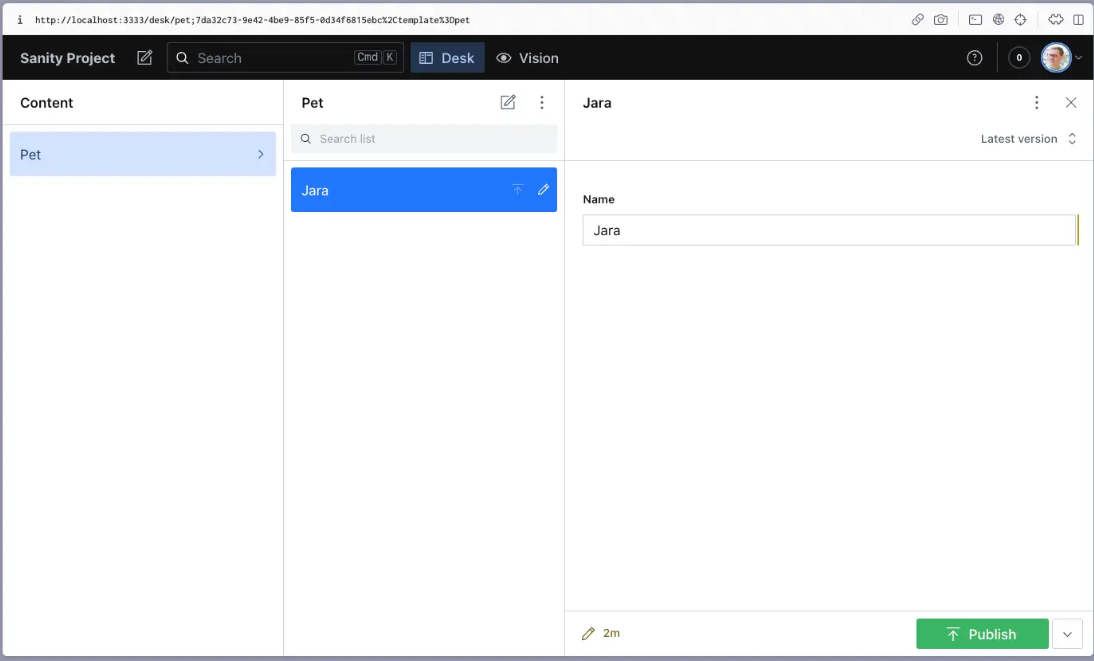 http://localhost:3333/desk/pet;7da32c73-9e42-4be9-85f5-0d34f6815ebc%2Ctemplate%3Dpet
Sanity Project
Search
Cmd K
Desk
Vision
0
Content
Pet
Pet
Search list
Jara
Jara
Latest version
Name
Jara
2m
Publish